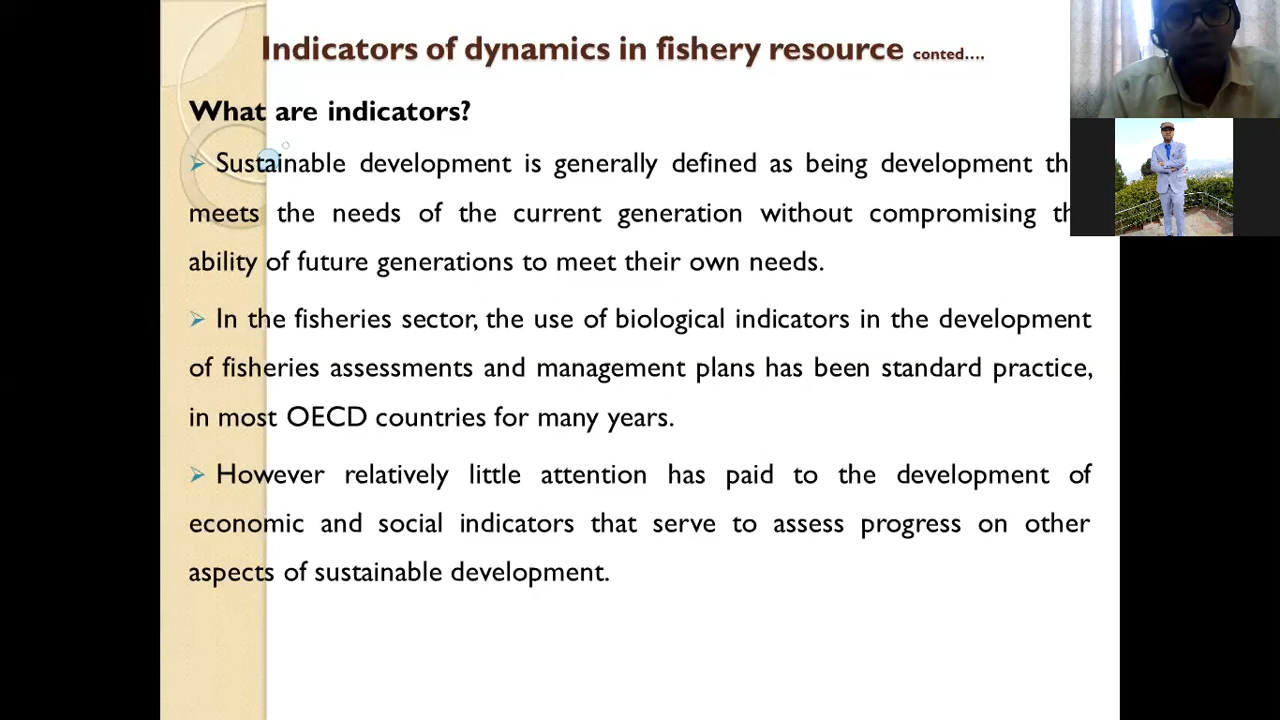 Indicators of dynamics in fishery resource conted....
What are indicators?
➢ Sustainable development is generally defined as being development
meets the needs of the current generation without compromising
ability of future generations to meet their own needs.
➢ In the fisheries sector, the use of biological indicators in the development
of fisheries assessments and management plans has been standard practice,
in most OECD countries for many years.
➢ However relatively little attention has paid to the development of
economic and social indicators that serve to assess progress on other
aspects of sustainable development.